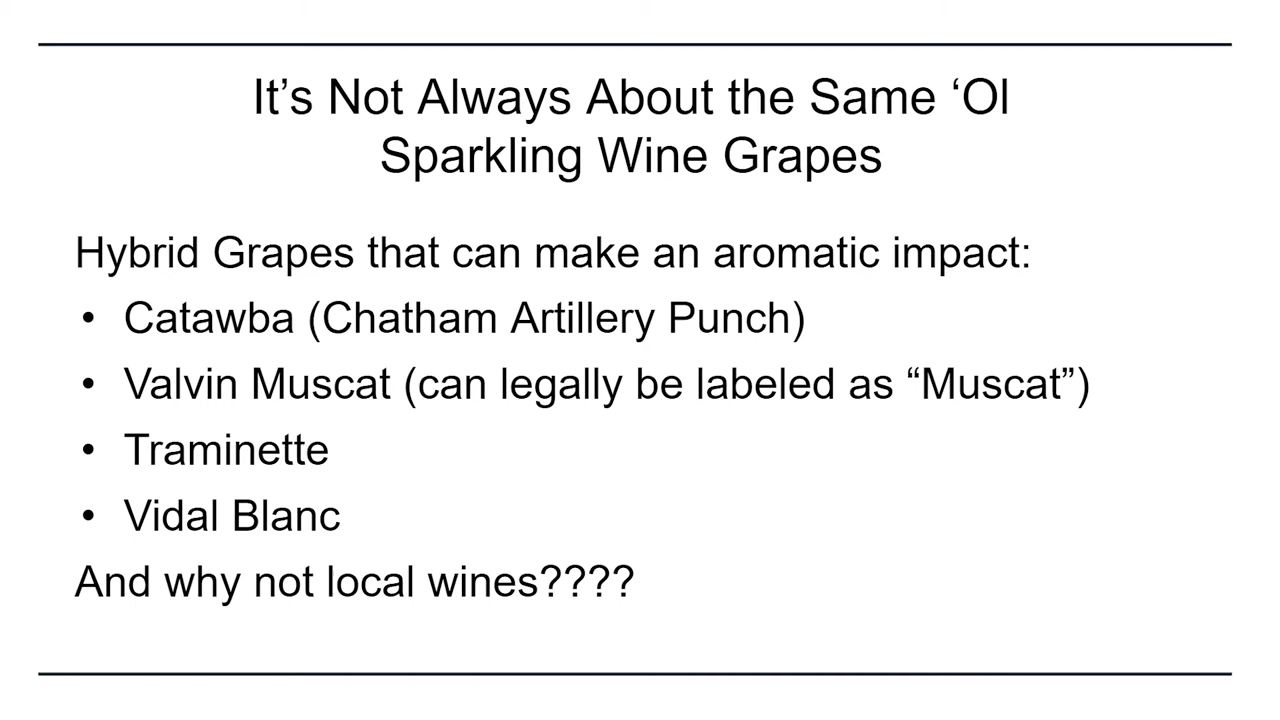 It’s Not Always About the Same ‘Ol
Sparkling Wine Grapes
Hybrid Grapes that can make an aromatic impact:
• Catawba (Chatham Artillery Punch)
• Valvin Muscat (can legally be labeled as “Muscat”)
• Traminette
• Vidal Blanc
And why not local wines????